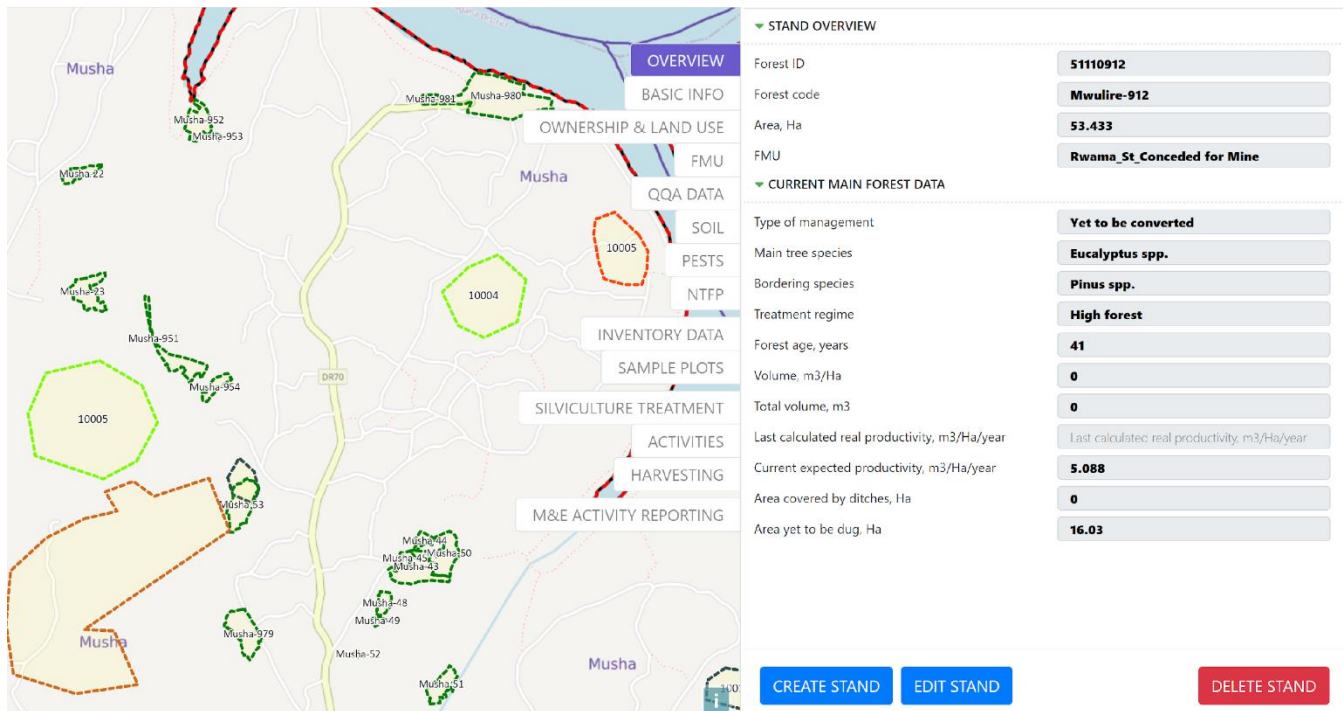 Musha
Musha-952
Musha-953
Musha-981
Musha-980
Musha-22
Musha
10005
10004
Musha-23
Musha-951
Musha-954
DR70
10005
Musha-53
Musha-44
Musha-45
Musha-50
Musha-43
Musha-48
Musha-49
Musha-979
Musha-52
Musha
Musha
Musha-51
i
OVERVIEW
BASIC INFO
OWNERSHIP & LAND USE
FMU
QQA DATA
SOIL
PESTS
NTFP
INVENTORY DATA
SAMPLE PLOTS
SILVICULTURE TREATMENT
ACTIVITIES
HARVESTING
M&E ACTIVITY REPORTING
STAND OVERVIEW
Forest ID 51110912
Forest code Mwulire-912
Area, Ha 53.433
FMU Rwama_St_Conceded for Mine
CURRENT MAIN FOREST DATA
Type of management Yet to be converted
Main tree species Eucalyptus spp.
Bordering species Pinus spp.
Treatment regime High forest
Forest age, years 41
Volume, m3/Ha 0
Total volume, m3 0
Last calculated real productivity, m3/Ha/year Last calculated real productivity, m3/Ha/year
Current expected productivity, m3/Ha/year 5.088
Area covered by ditches, Ha 0
Area yet to be dug, Ha 16.03
CREATE STAND EDIT STAND DELETE STAND